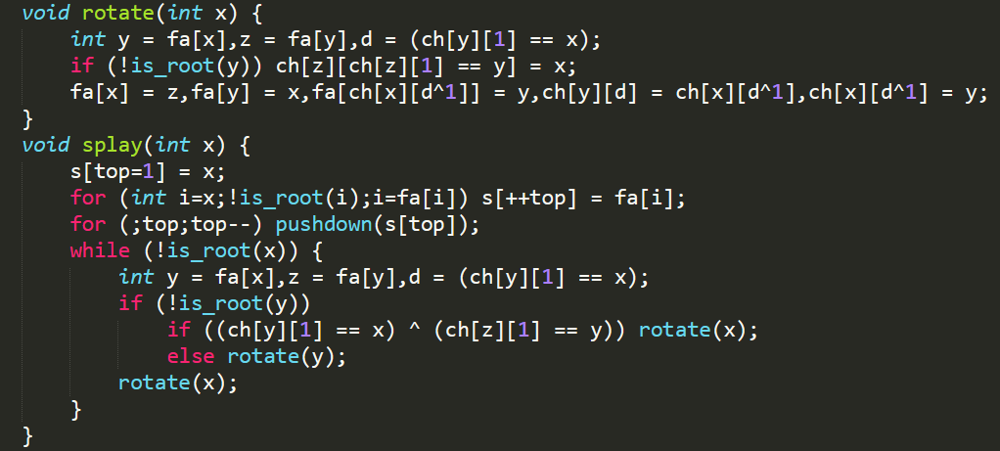 void rotate(int x) {
    int y = fa[x],z = fa[y],d = (ch[y][1] == x);
    if (!is_root(y)) ch[z][ch[z][1] == y] = x;
    fa[x] = z,fa[y] = x,fa[ch[x][d^1]] = y,ch[y][d] = ch[x][d^1],ch[x][d^1] = y;
}
void splay(int x) {
    s[top=1] = x;
    for (int i=x;!is_root(i);i=fa[i]) s[++top] = fa[i];
    for (;top;top--) pushdown(s[top]);
    while (!is_root(x)) {
        int y = fa[x],z = fa[y],d = (ch[y][1] == x);
        if (!is_root(y))
            if ((ch[y][1] == x) ^ (ch[z][1] == y)) rotate(x);
            else rotate(y);
        rotate(x);
    }
}